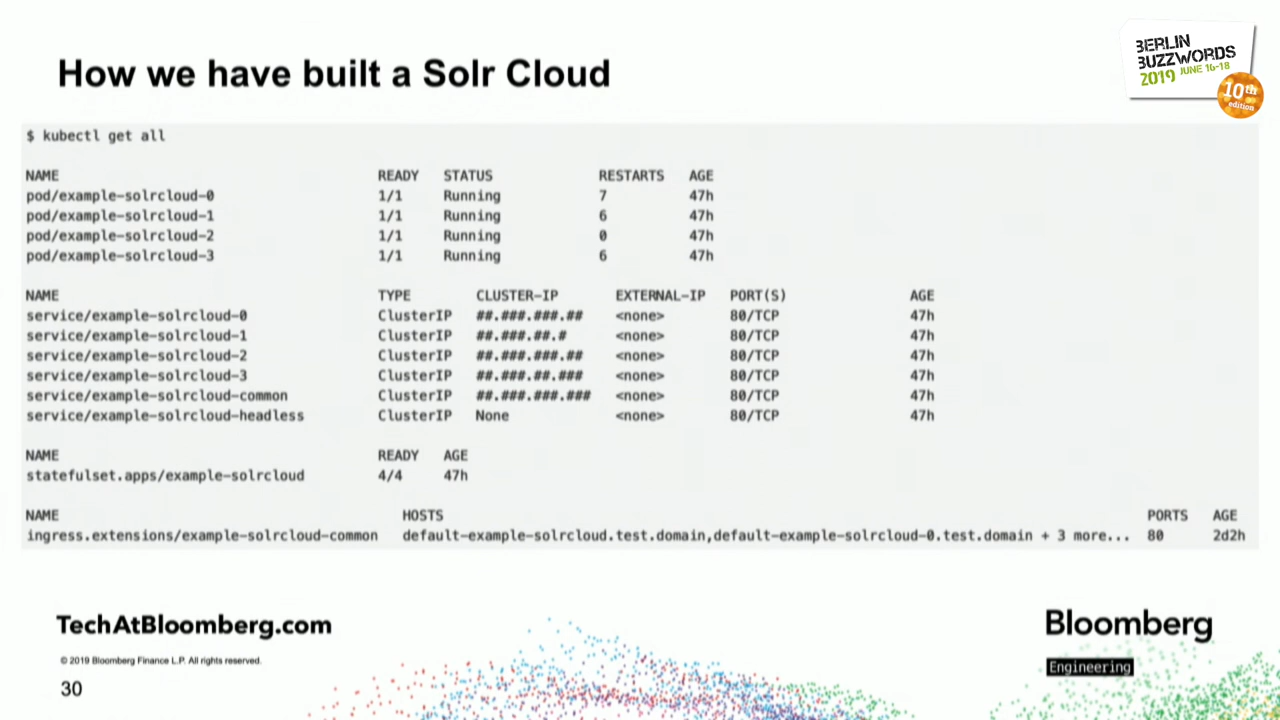 How we have built a Solr Cloud
BERLIN
BUZZWORDS
2019 JUNE 16-18
10th
edition
$ kubectl get all
NAME READY STATUS RESTARTS AGE
pod/example-solrcloud-0 1/1 Running 7 47h
pod/example-solrcloud-1 1/1 Running 6 47h
pod/example-solrcloud-2 1/1 Running 0 47h
pod/example-solrcloud-3 1/1 Running 6 47h
NAME TYPE CLUSTER-IP EXTERNAL-IP PORT(S) AGE
service/example-solrcloud-0 ClusterIP ##.###.###.## <none> 80/TCP 47h
service/example-solrcloud-1 ClusterIP ##.###.##.# <none> 80/TCP 47h
service/example-solrcloud-2 ClusterIP ##.###.###.## <none> 80/TCP 47h
service/example-solrcloud-3 ClusterIP ##.###.##.### <none> 80/TCP 47h
service/example-solrcloud-common ClusterIP ##.###.###.### <none> 80/TCP 47h
service/example-solrcloud-headless ClusterIP None <none> 80/TCP 47h
NAME READY AGE
statefulset.apps/example-solrcloud 4/4 47h
NAME HOSTS PORTS AGE
ingress.extensions/example-solrcloud-common default-example-solrcloud.test.domain,default-example-solrcloud-0.test.domain + 3 more... 80 2d2h
TechAtBloomberg.com
© 2019 Bloomberg Finance L.P. All rights reserved.
30
Bloomberg
Engineering